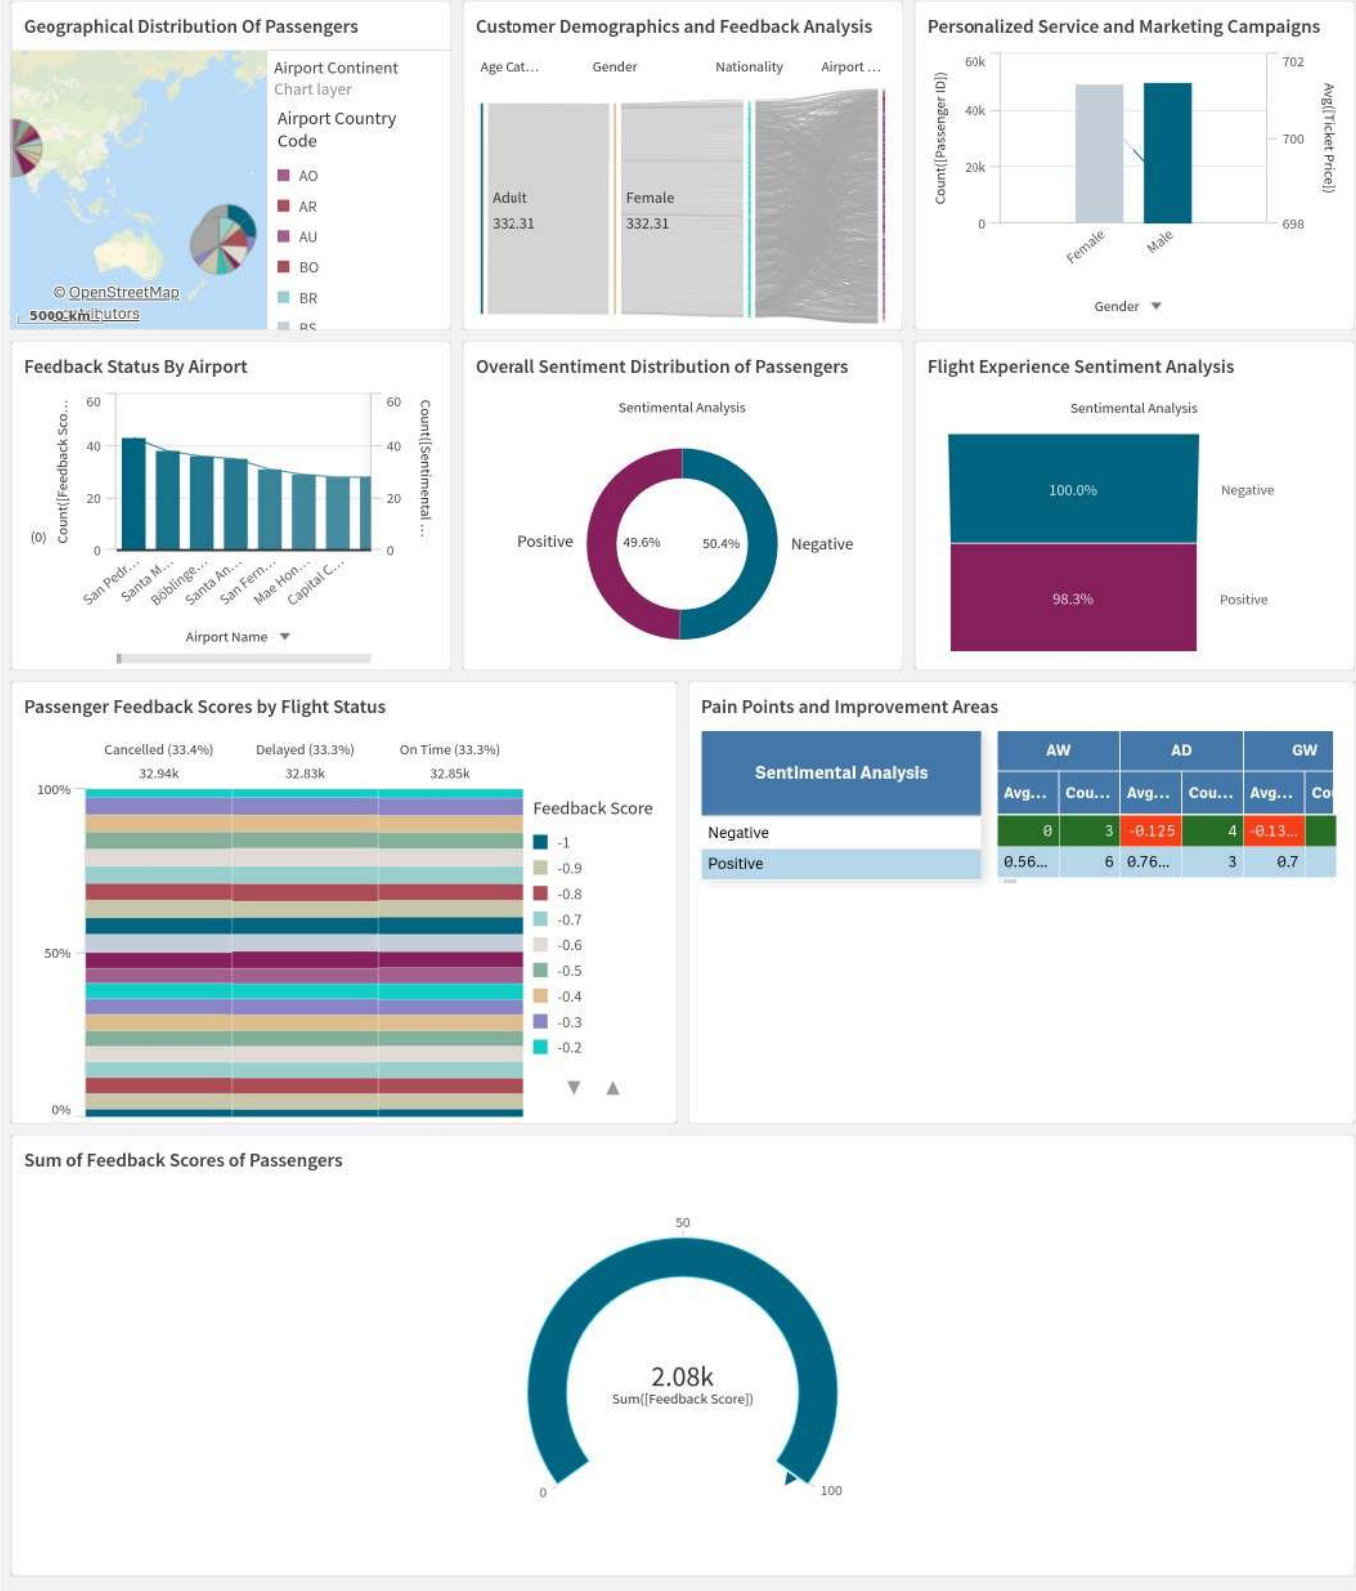 Geographical Distribution Of Passengers
Airport Continent
Chart layer
Airport Country
Code
AO
AR
AU
BO
BR
BS
© OpenStreetMap
contributors
5000 km
Customer Demographics and Feedback Analysis
Age Cat...
Gender
Nationality
Airport ...
Adult
332.31
Female
332.31
Personalized Service and Marketing Campaigns
Count([Passenger ID])
60k
40k
20k
0
702
700
698
Avg([Ticket Price])
Female
Male
Gender
Feedback Status By Airport
Count([Feedback Sco...
60
40
20
0
(0)
60
40
20
0
Count([Sentimental ...
San Pedr...
Santa M...
Böblinge...
Santa An...
San Fern...
Mae Hon...
Capital C...
Airport Name
Overall Sentiment Distribution of Passengers
Sentimental Analysis
Positive
49.6%
50.4%
Negative
Flight Experience Sentiment Analysis
Sentimental Analysis
100.0%
Negative
98.3%
Positive
Passenger Feedback Scores by Flight Status
Cancelled (33.4%)
Delayed (33.3%)
On Time (33.3%)
32.94k
32.83k
32.85k
100%
50%
0%
Feedback Score
-1
-0.9
-0.8
-0.7
-0.6
-0.5
-0.4
-0.3
-0.2
Pain Points and Improvement Areas
Sentimental Analysis
AW
AD
GW
Avg...
Cou...
Avg...
Cou...
Avg...
Co
Negative
0
3
-0.125
4
-0.13...
Positive
0.56...
6
0.76...
3
0.7
Sum of Feedback Scores of Passengers
50
2.08k
Sum([Feedback Score])
0
100